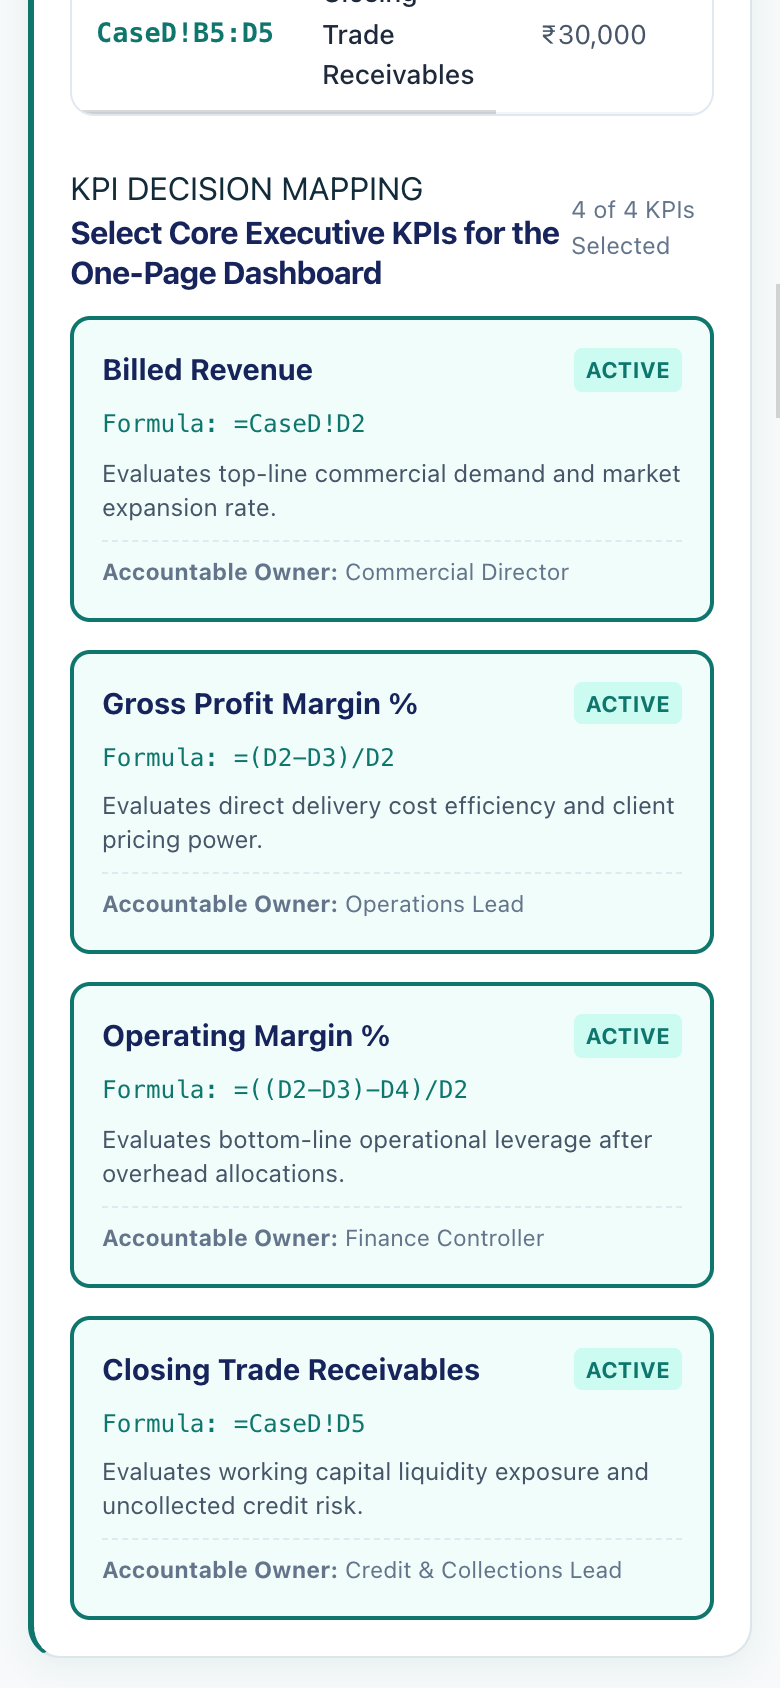 CaseD!B5:D5
Trade
Receivables
₹30,000
KPI DECISION MAPPING
Select Core Executive KPIs for the
One-Page Dashboard
4 of 4 KPIs
Selected
Billed Revenue
ACTIVE
Formula: =CaseD!D2
Evaluates top-line commercial demand and market
expansion rate.
Accountable Owner: Commercial Director
Gross Profit Margin %
ACTIVE
Formula: =(D2−D3)/D2
Evaluates direct delivery cost efficiency and client
pricing power.
Accountable Owner: Operations Lead
Operating Margin %
ACTIVE
Formula: =((D2−D3)−D4)/D2
Evaluates bottom-line operational leverage after
overhead allocations.
Accountable Owner: Finance Controller
Closing Trade Receivables
ACTIVE
Formula: =CaseD!D5
Evaluates working capital liquidity exposure and
uncollected credit risk.
Accountable Owner: Credit & Collections Lead